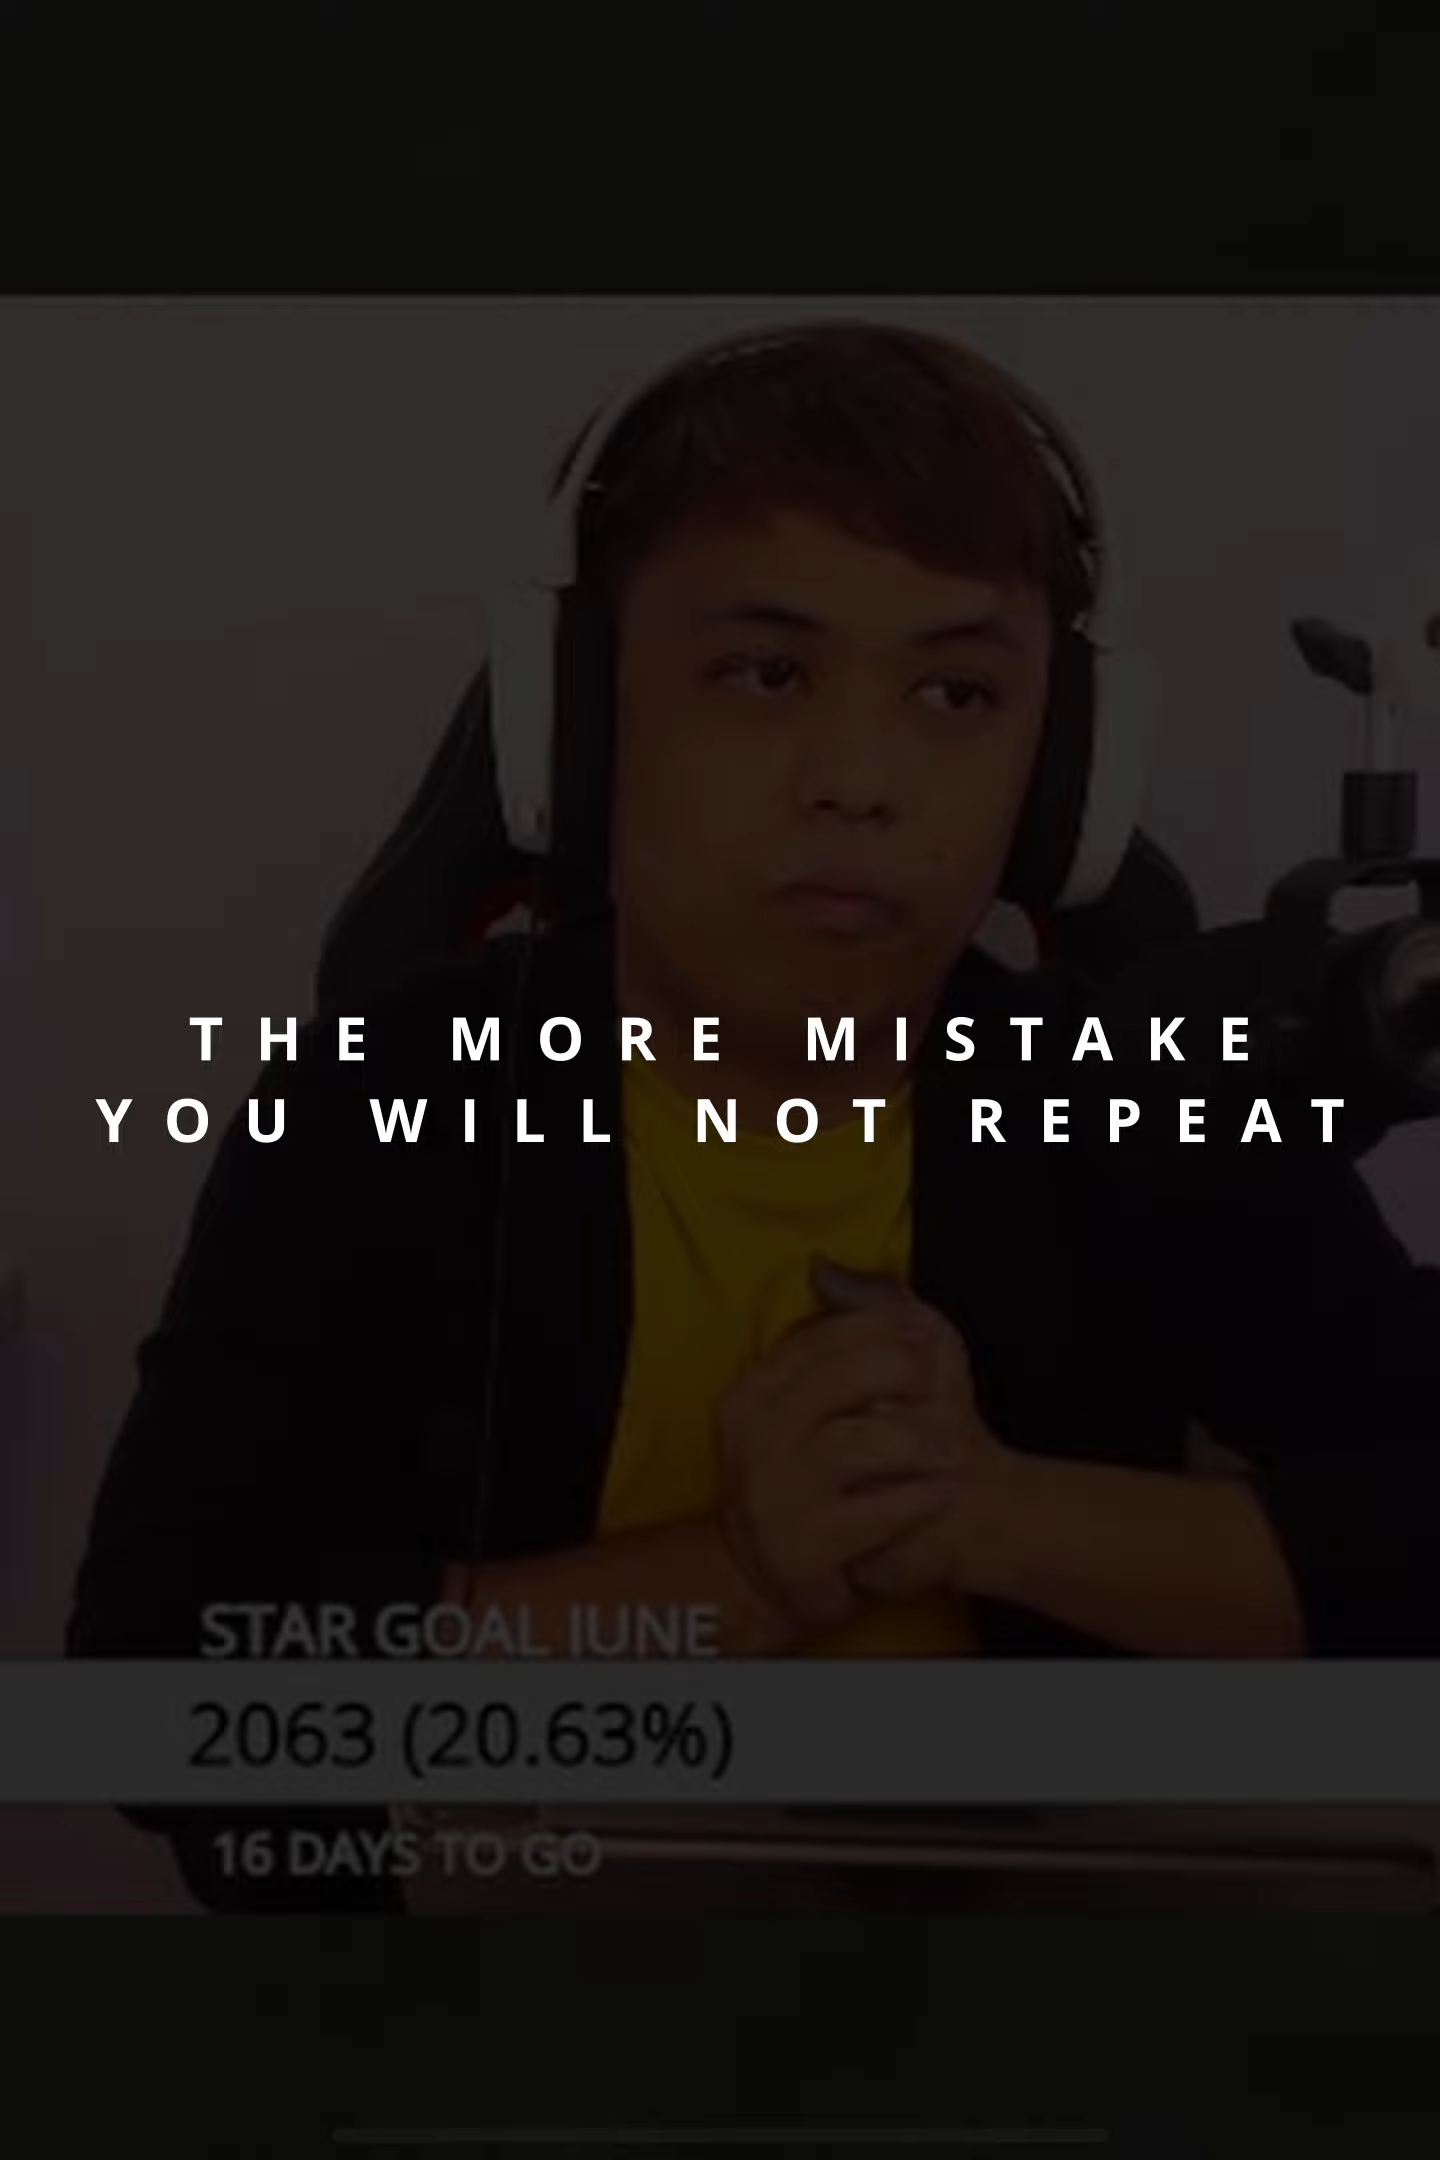 THE MORE MISTAKE
YOU WILL NOT REPEAT
STAR GOAL JUNE
2063 (20.63%)
16 DAYS TO GO